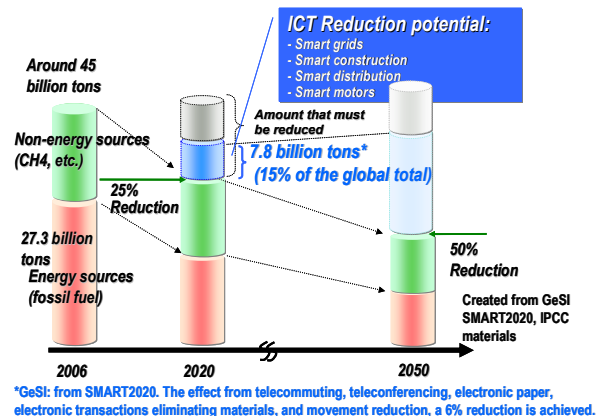 ICT Reduction potential:
- Smart grids
- Smart construction
- Smart distribution
- Smart motors
Around 45
billion tons
Amount that must
be reduced
Non-energy sources
(CH4, etc.)
7.8 billion tons*
(15% of the global total)
25%
Reduction
27.3 billion
tons
Energy sources
(fossil fuel)
50%
Reduction
Created from GeSI
SMART2020, IPCC
materials
2006
2020
2050
*GeSI: from SMART2020. The effect from telecommuting, teleconferencing, electronic paper,
electronic transactions eliminating materials, and movement reduction, a 6% reduction is achieved.